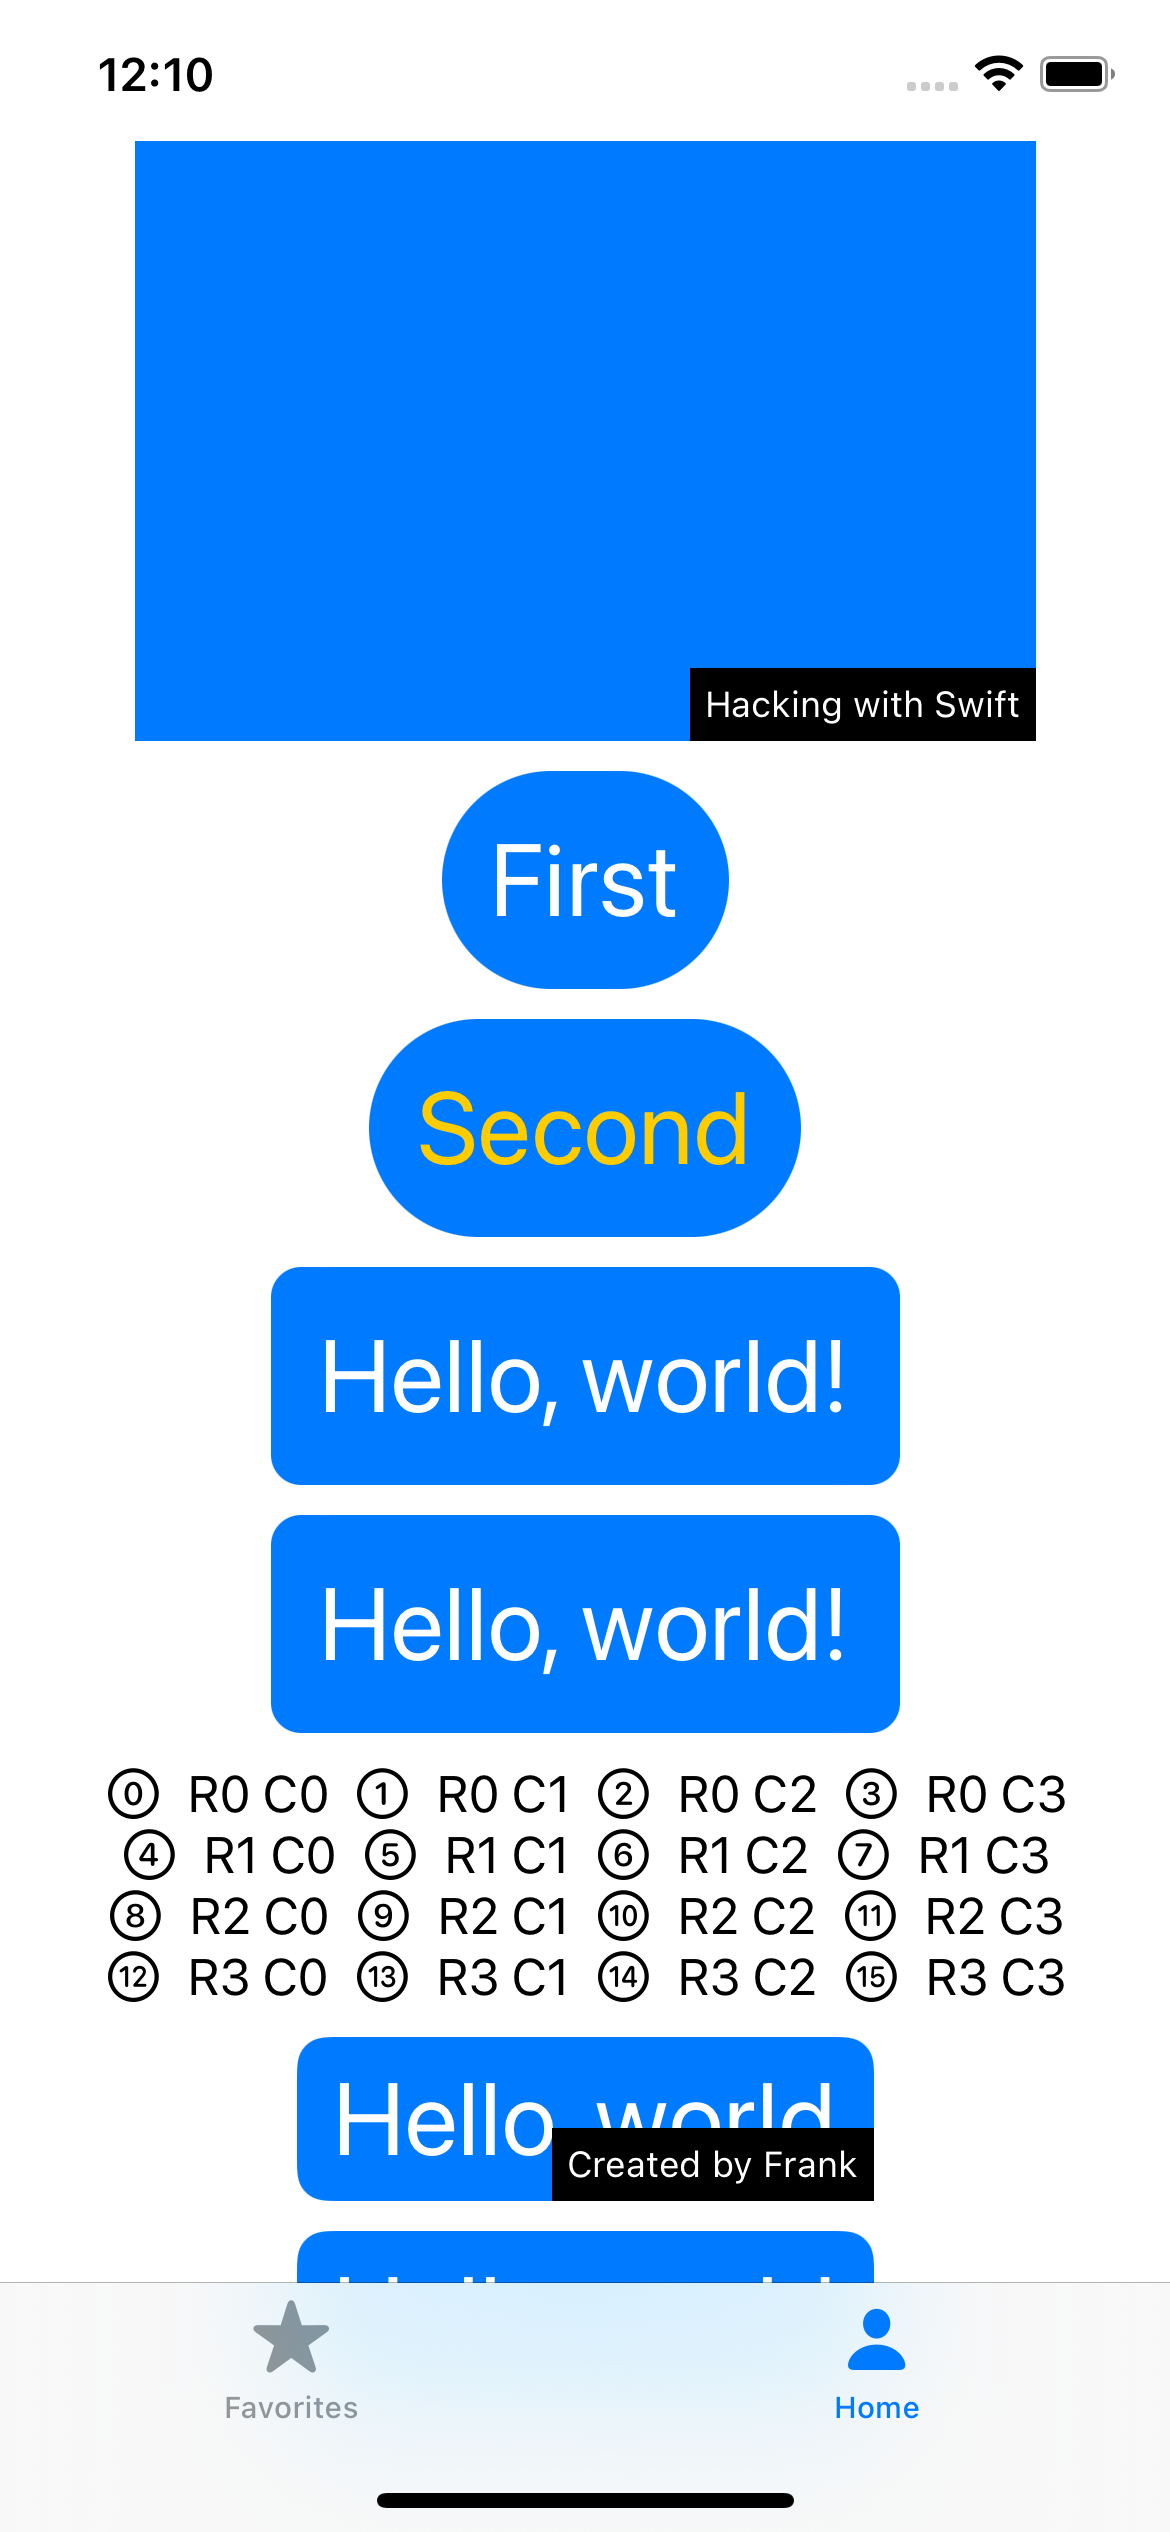 12:10
Hacking with Swift
First
Second
Hello, world!
Hello, world!
0 R0 C0 1 R0 C1 2 R0 C2 3 R0 C3
4 R1 C0 5 R1 C1 6 R1 C2 7 R1 C3
8 R2 C0 9 R2 C1 10 R2 C2 11 R2 C3
12 R3 C0 13 R3 C1 14 R3 C2 15 R3 C3
Hello, world
Created by Frank
Favorites
Home